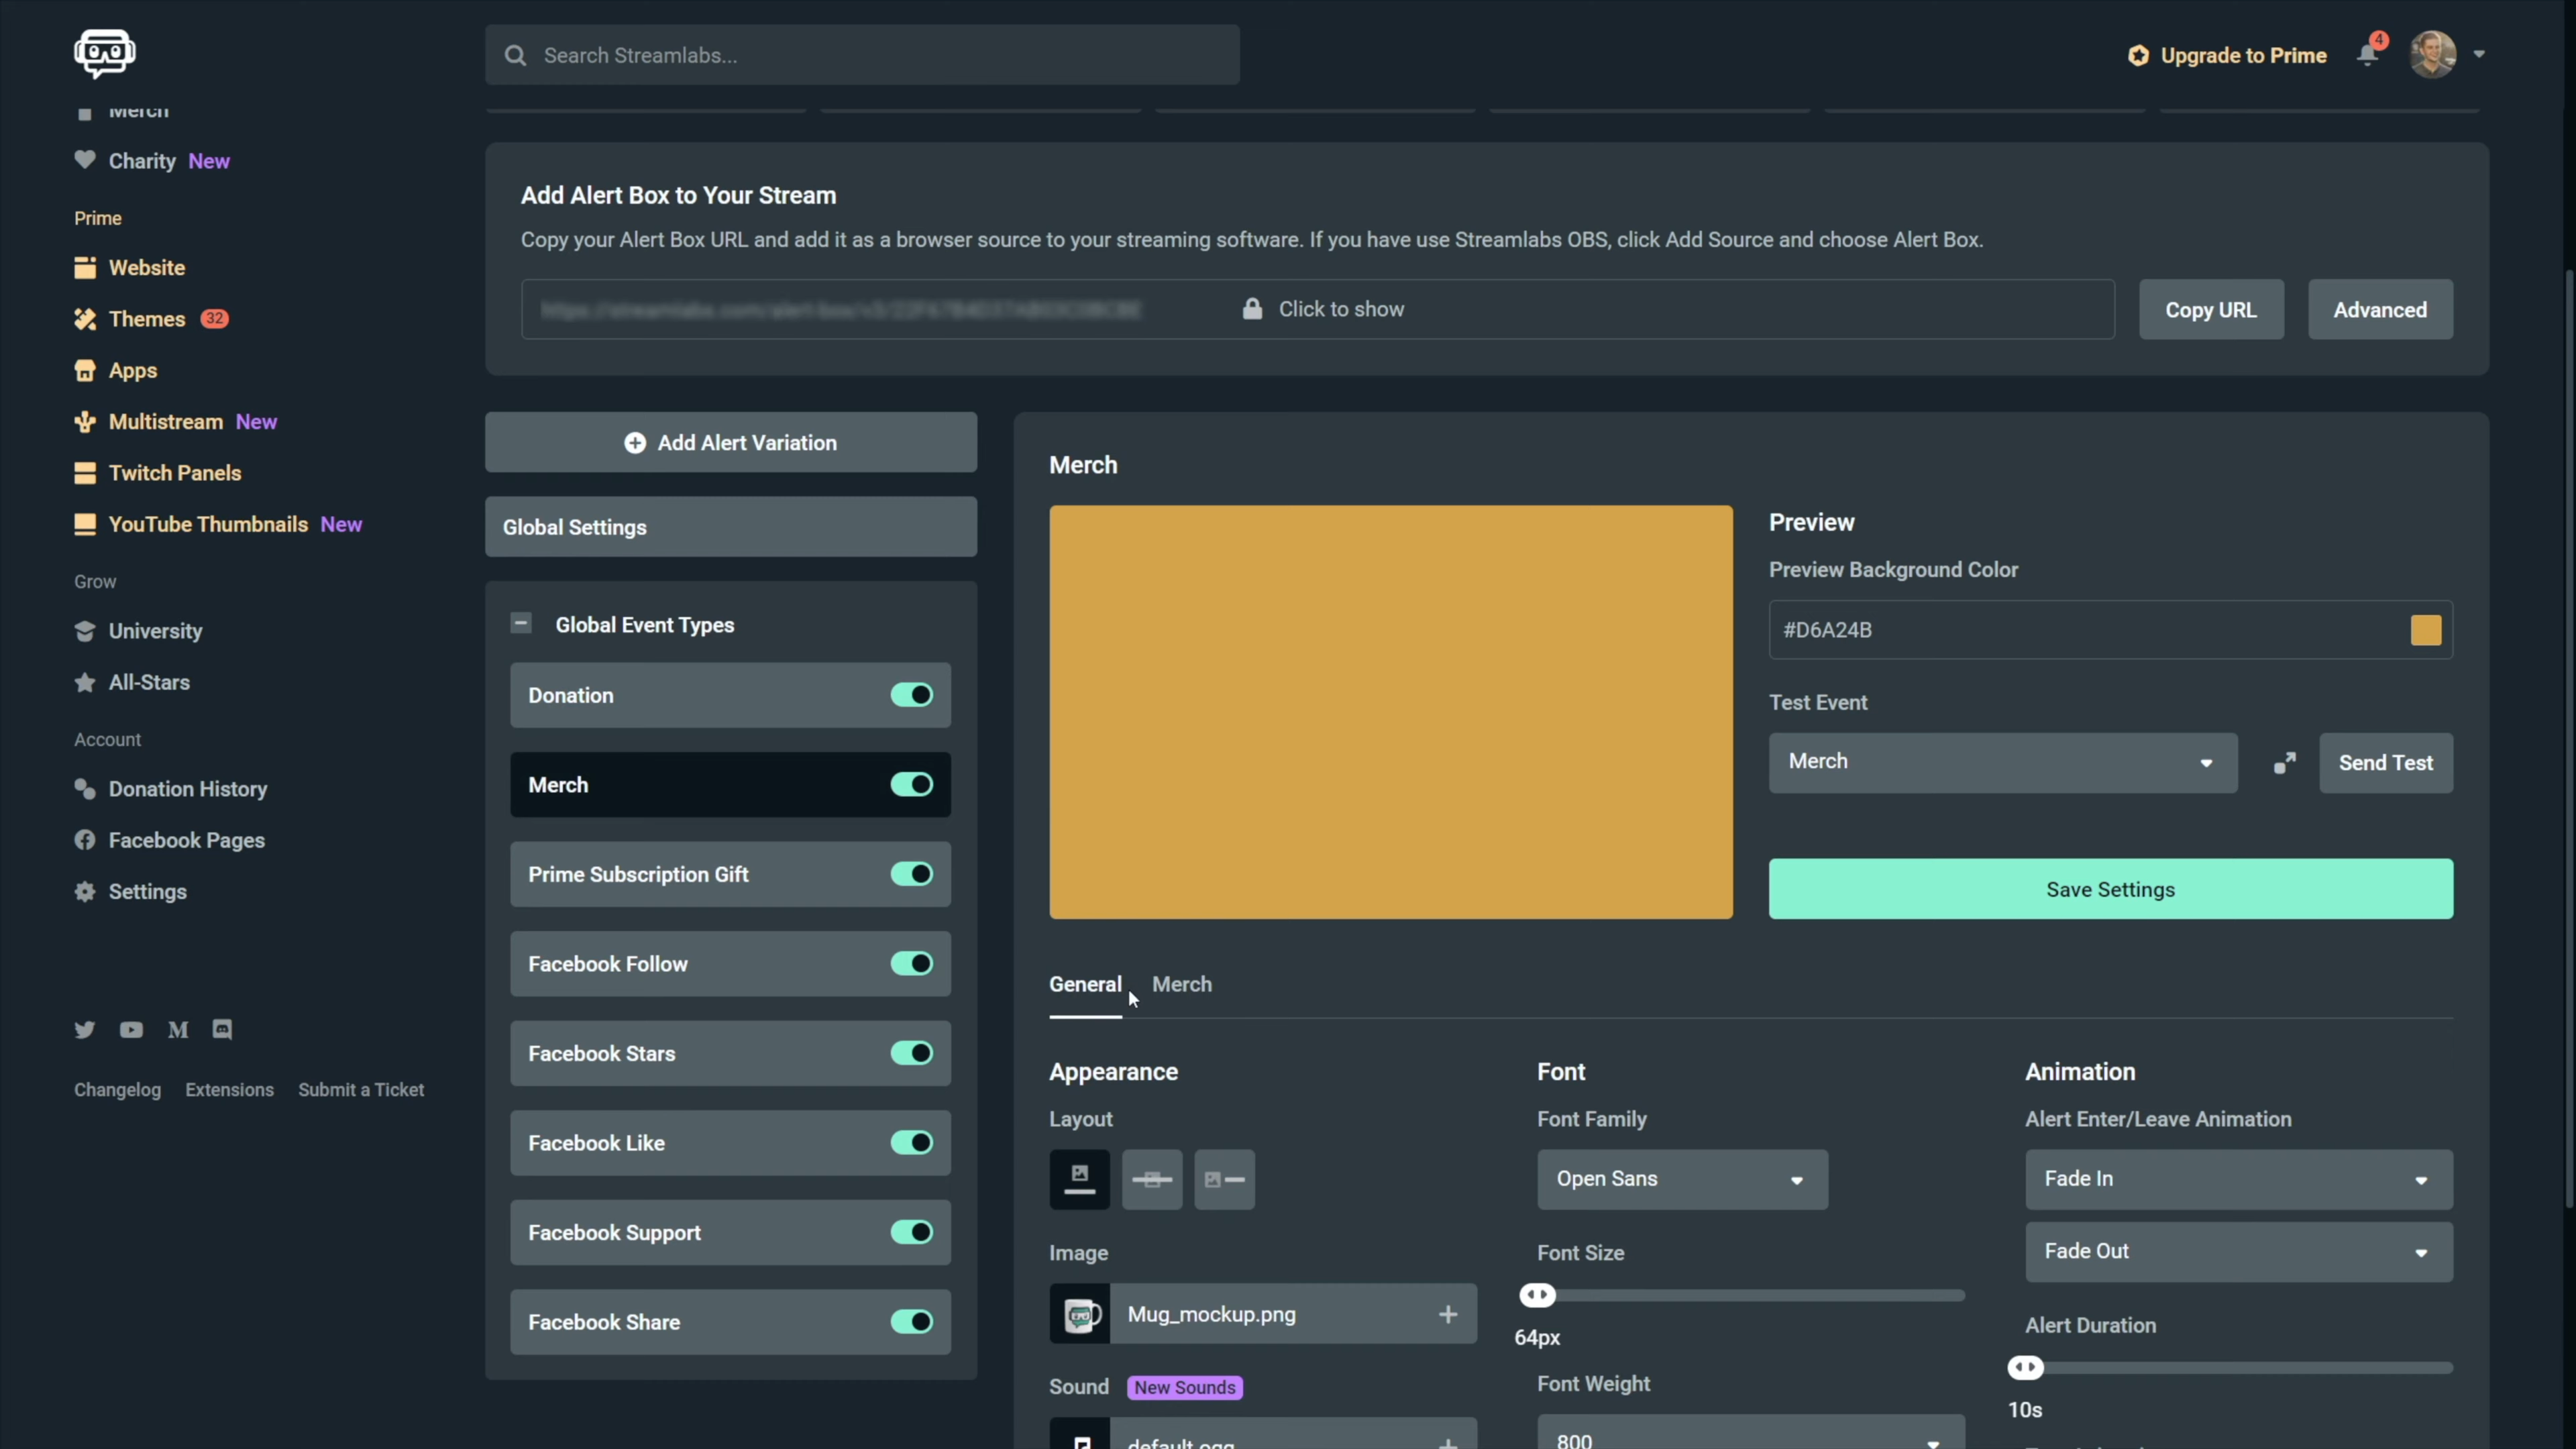 Search Streamlabs...
Upgrade to Prime
4
Merch
Charity New
Prime
Website
Themes 32
Apps
Multistream New
Twitch Panels
YouTube Thumbnails New
Grow
University
All-Stars
Account
Donation History
Facebook Pages
Settings
Changelog Extensions Submit a Ticket
Add Alert Box to Your Stream
Copy your Alert Box URL and add it as a browser source to your streaming software. If you have use Streamlabs OBS, click Add Source and choose Alert Box.
Click to show
Copy URL
Advanced
Add Alert Variation
Global Settings
Global Event Types
Donation
Merch
Prime Subscription Gift
Facebook Follow
Facebook Stars
Facebook Like
Facebook Support
Facebook Share
Merch
Preview
Preview Background Color
#D6A24B
Test Event
Merch
Send Test
Save Settings
General Merch
Appearance
Layout
Image
Mug_mockup.png
Sound New Sounds
default.ogg
Font
Font Family
Open Sans
Font Size
64px
Font Weight
800
Animation
Alert Enter/Leave Animation
Fade In
Fade Out
Alert Duration
10s